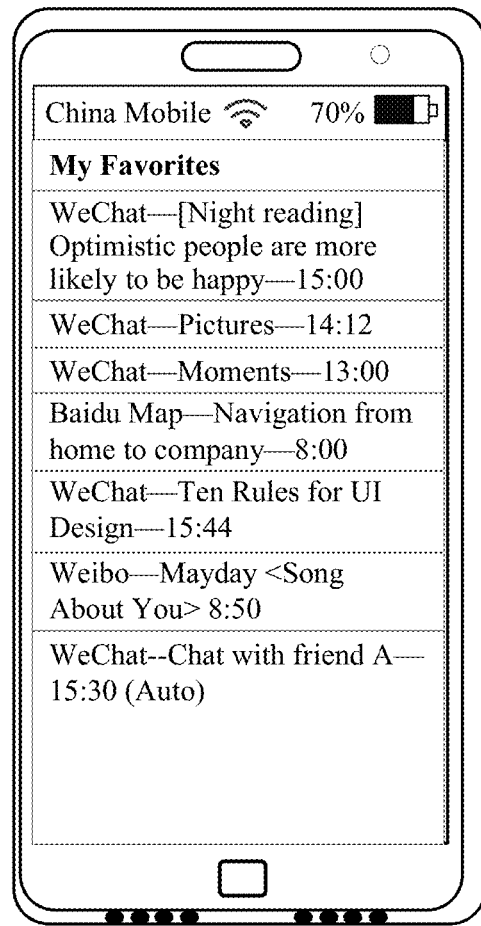 China Mobile 70%
My Favorites
WeChat—[Night reading]
Optimistic people are more
likely to be happy—15:00
WeChat—Pictures—14:12
WeChat—Moments—13:00
Baidu Map—Navigation from
home to company—8:00
WeChat—Ten Rules for UI
Design—15:44
Weibo—Mayday <Song
About You> 8:50
WeChat--Chat with friend A—
15:30 (Auto)